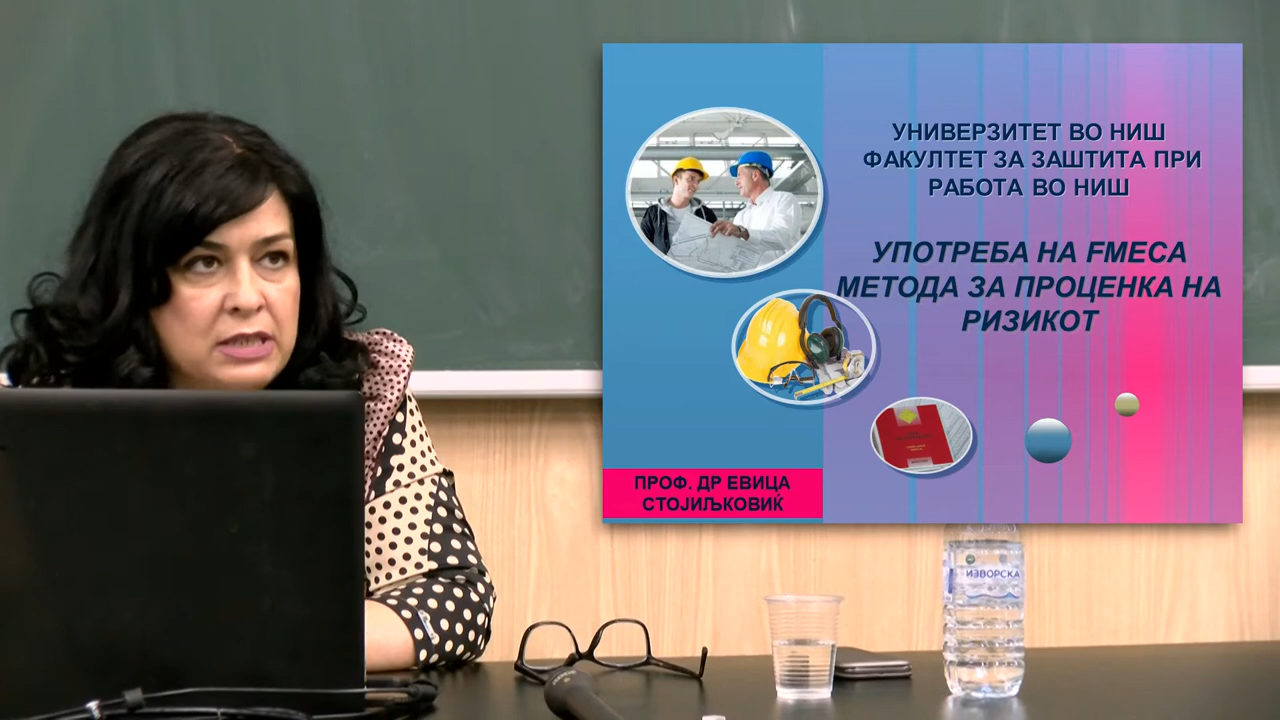 УНИВЕРЗИТЕТ ВО НИШ
ФАКУЛТЕТ ЗА ЗАШТИТА ПРИ
РАБОТА ВО НИШ
УПОТРЕБА НА FMECA
МЕТОДА ЗА ПРОЦЕНКА НА
РИЗИКОТ
ПРОФ. ДР ЕВИЦА
СТОЈИЉКОВИЌ
ИЗВОРСКА